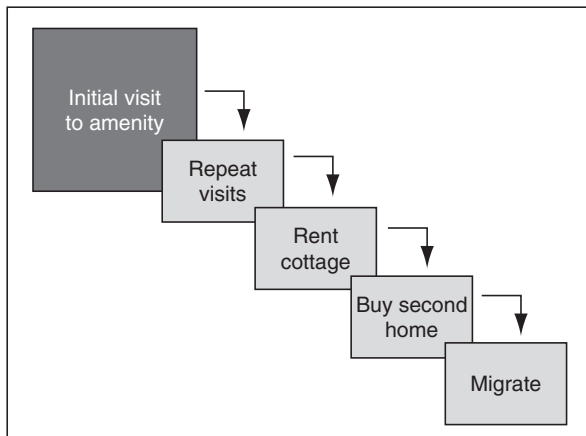 Initial visit
to amenity
Repeat
visits
Rent
cottage
Buy second
home
Migrate